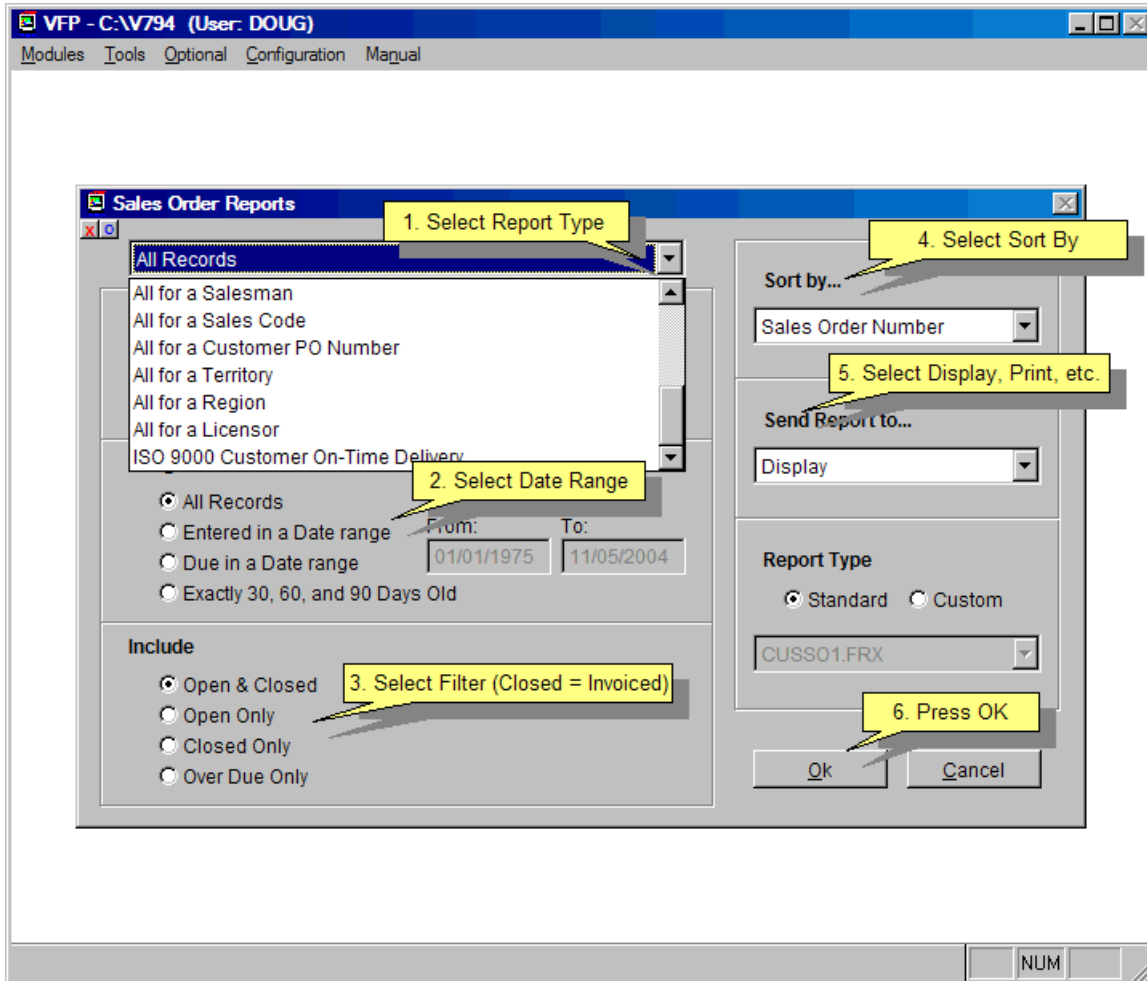 VFP - C:\V794 (User: DOUG)
Modules Tools Optional Configuration Manual
Sales Order Reports
x o
1. Select Report Type
All Records
All for a Salesman
All for a Sales Code
All for a Customer PO Number
All for a Territory
All for a Region
All for a Licensor
ISO 9000 Customer On-Time Delivery
2. Select Date Range
All Records
Entered in a Date range
Due in a Date range
Exactly 30, 60, and 90 Days Old
From: To:
01/01/1975 11/05/2004
Include
Open & Closed
Open Only
Closed Only
Over Due Only
3. Select Filter (Closed = Invoiced)
4. Select Sort By
Sort by...
Sales Order Number
5. Select Display, Print, etc.
Send Report to...
Display
Report Type
Standard Custom
CUSSO1.FRX
6. Press OK
Ok Cancel
NUM